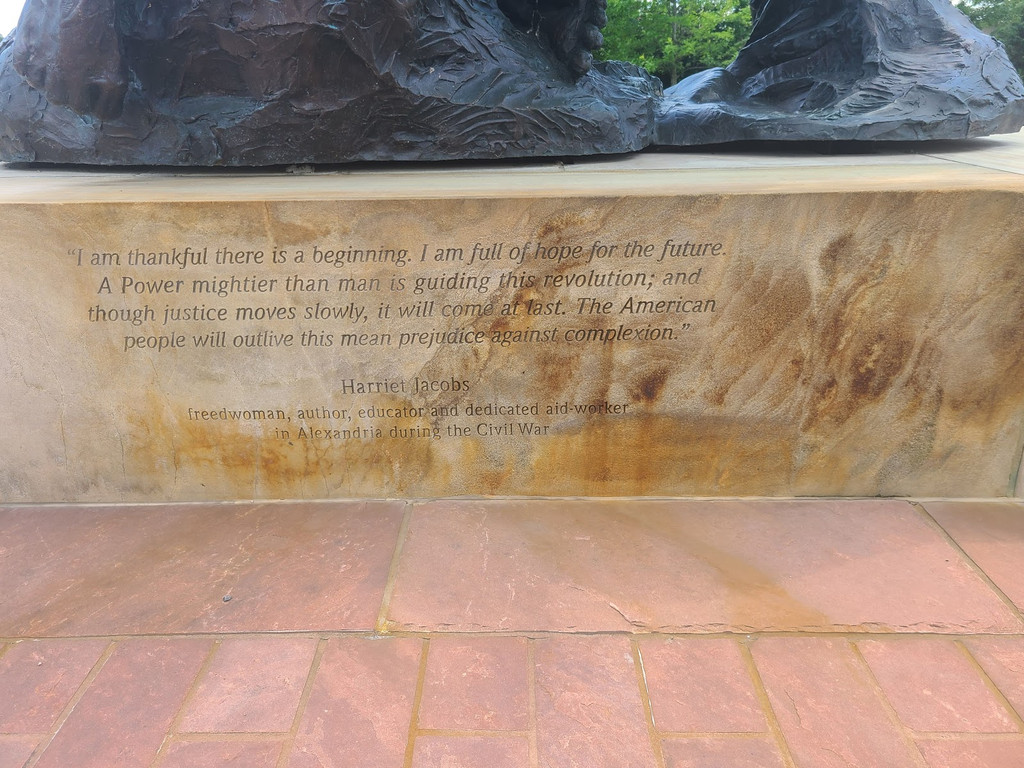 “I am thankful there is a beginning. I am full of hope for the future.
A Power mightier than man is guiding this revolution; and
though justice moves slowly, it will come at last. The American
people will outlive this mean prejudice against complexion.”
Harriet Jacobs
freedwoman, author, educator and dedicated aid-worker
in Alexandria during the Civil War